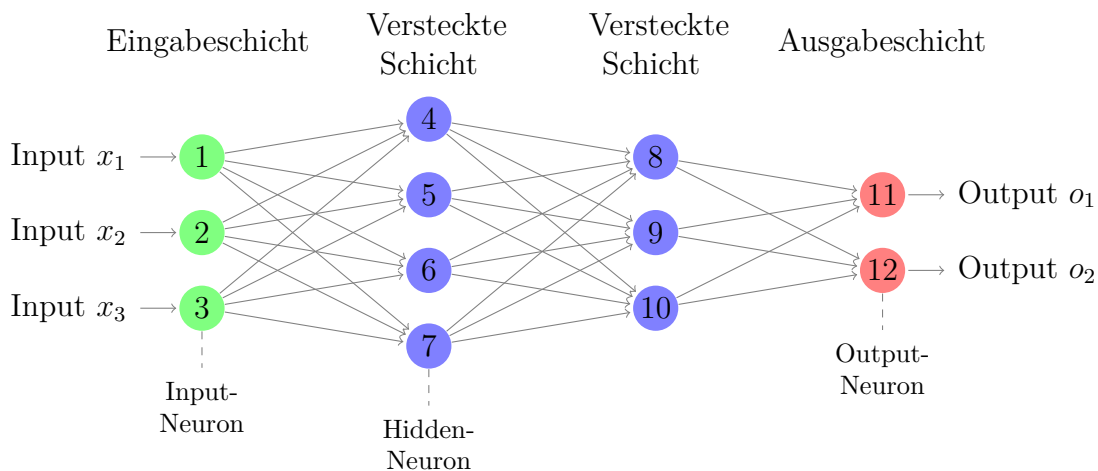 Eingabeschicht
Versteckte
Schicht
Versteckte
Schicht
Ausgabeschicht
Input x₁
1
4
8
11
Output o₁
Input x₂
2
5
9
12
Output o₂
Input x₃
3
6
10
7
Input-
Neuron
Hidden-
Neuron
Output-
Neuron